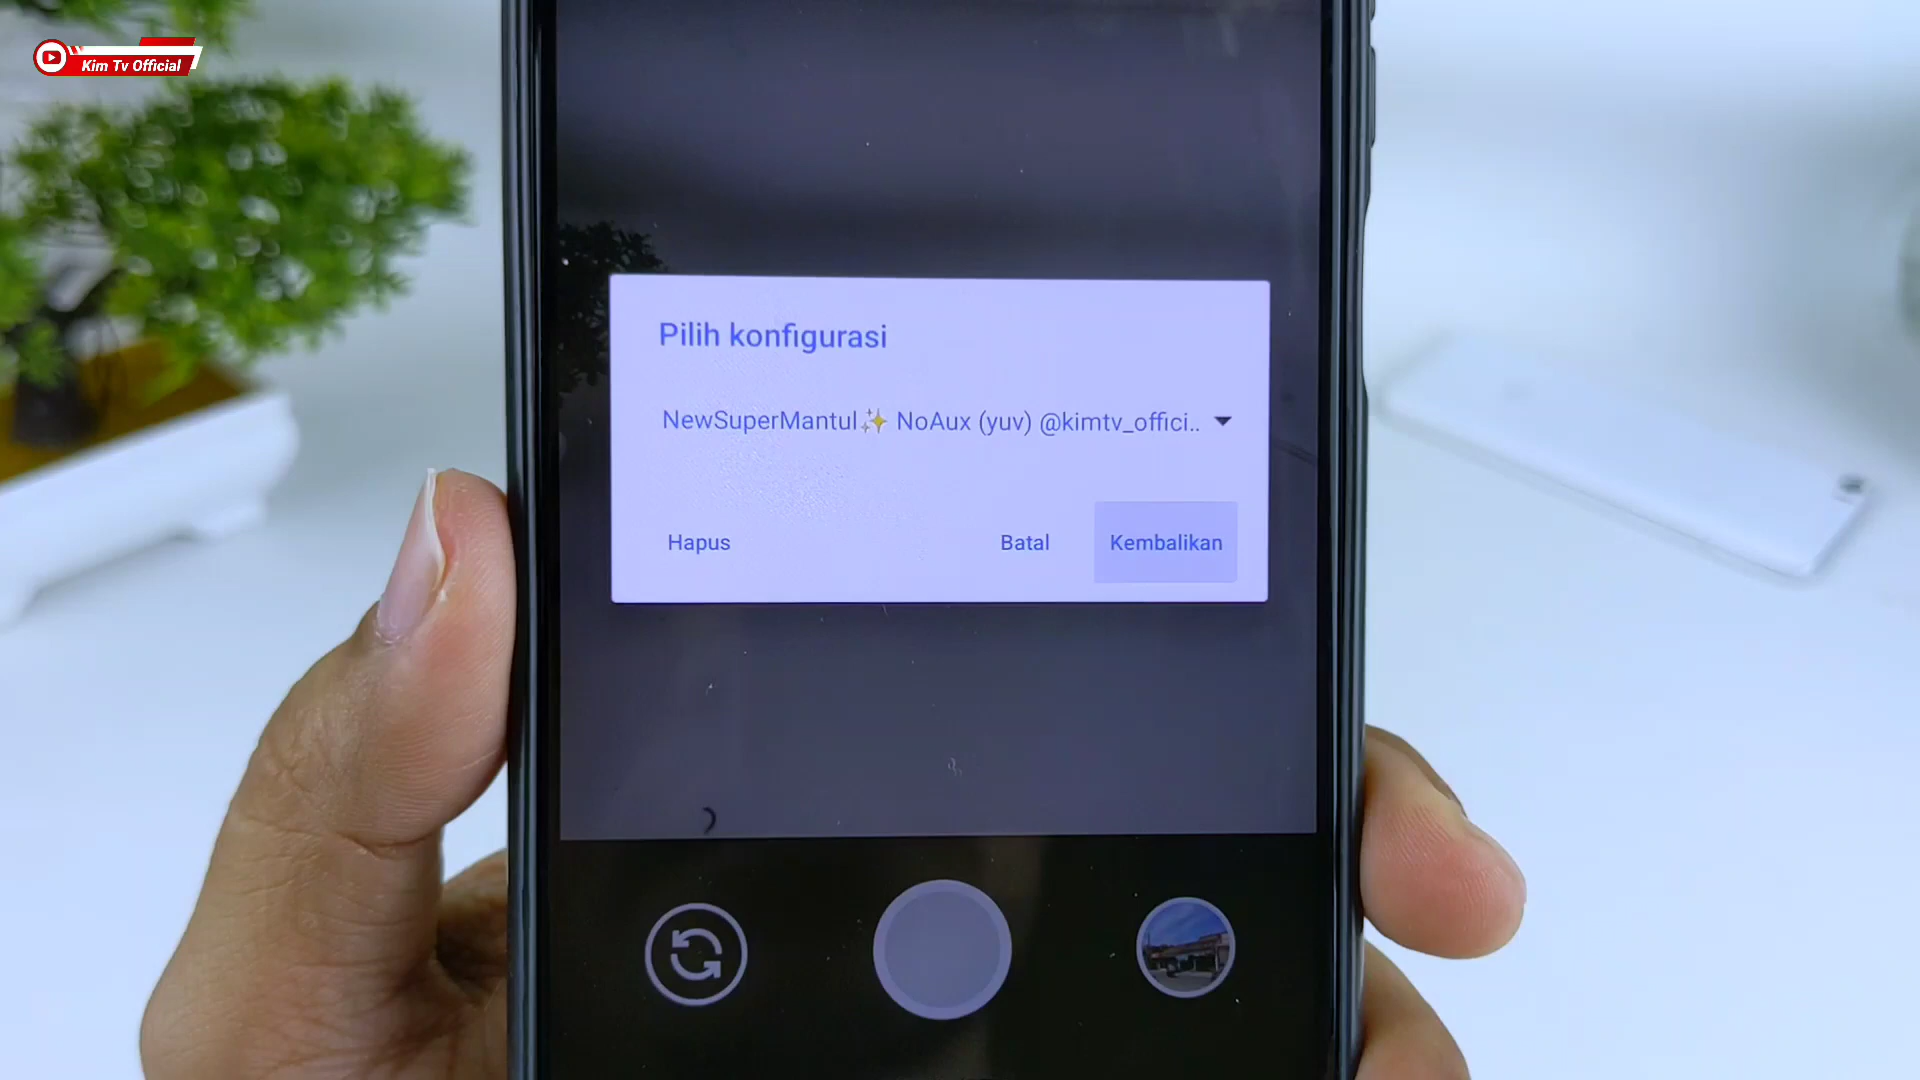 Kim Tv Official
Pilih konfigurasi
NewSuperMantul✨ NoAux (yuv) @kimtv_offici..
Hapus
Batal
Kembalikan